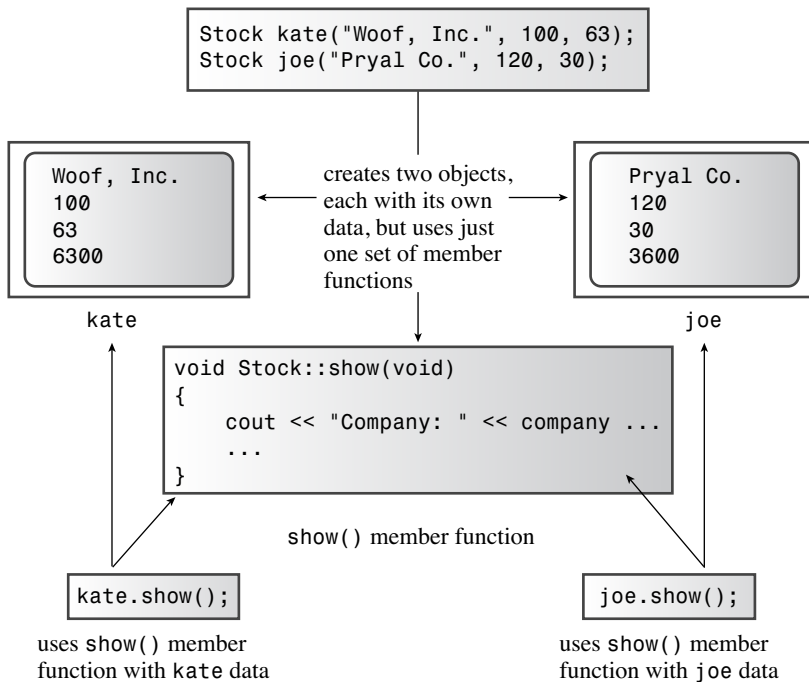 Stock kate("Woof, Inc.", 100, 63);
Stock joe("Pryal Co.", 120, 30);
Woof, Inc.
100
63
6300
kate
creates two objects,
each with its own
data, but uses just
one set of member
functions
Pryal Co.
120
30
3600
joe
void Stock::show(void)
{
    cout << "Company: " << company ...
    ...
}
show() member function
kate.show();
uses show() member
function with kate data
joe.show();
uses show() member
function with joe data